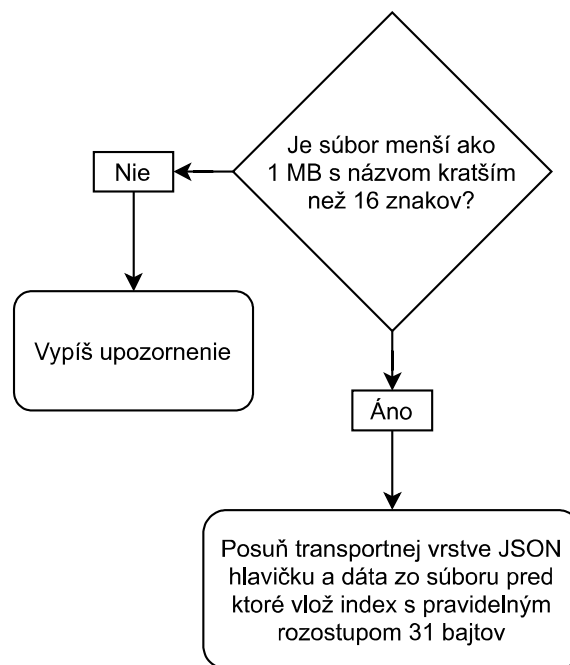 Je súbor menší ako
1 MB s názvom kratším
než 16 znakov?
Nie
Vypíš upozornenie
Áno
Posuň transportnej vrstve JSON
hlavičku a dáta zo súboru pred
ktoré vlož index s pravidelným
rozostupom 31 bajtov